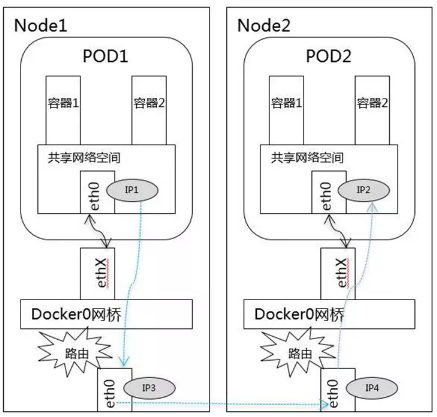 Node1
POD1
容器1
容器2
共享网络空间
eth0
IP1
ethX
Docker0网桥
路由
eth0
IP3
Node2
POD2
容器1
容器2
共享网络空间
eth0
IP2
ethX
Docker0网桥
路由
eth0
IP4